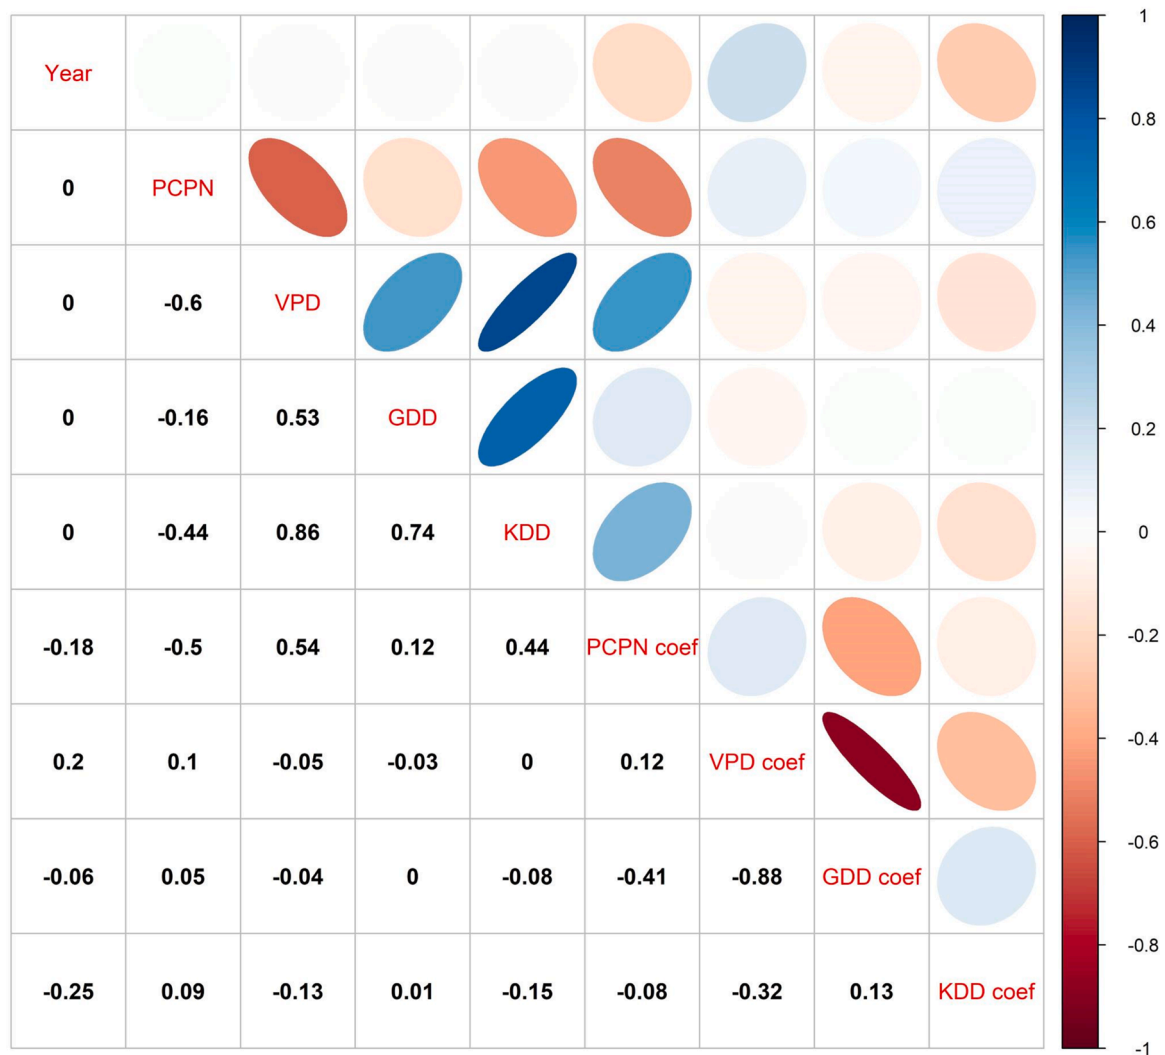 Year
0 PCPN
0 -0.6 VPD
0 -0.16 0.53 GDD
0 -0.44 0.86 0.74 KDD
-0.18 -0.5 0.54 0.12 0.44 PCPN coef
0.2 0.1 -0.05 -0.03 0 0.12 VPD coef
-0.06 0.05 -0.04 0 -0.08 -0.41 -0.88 GDD coef
-0.25 0.09 -0.13 0.01 -0.15 -0.08 -0.32 0.13 KDD coef
1
0.8
0.6
0.4
0.2
0
-0.2
-0.4
-0.6
-0.8
-1